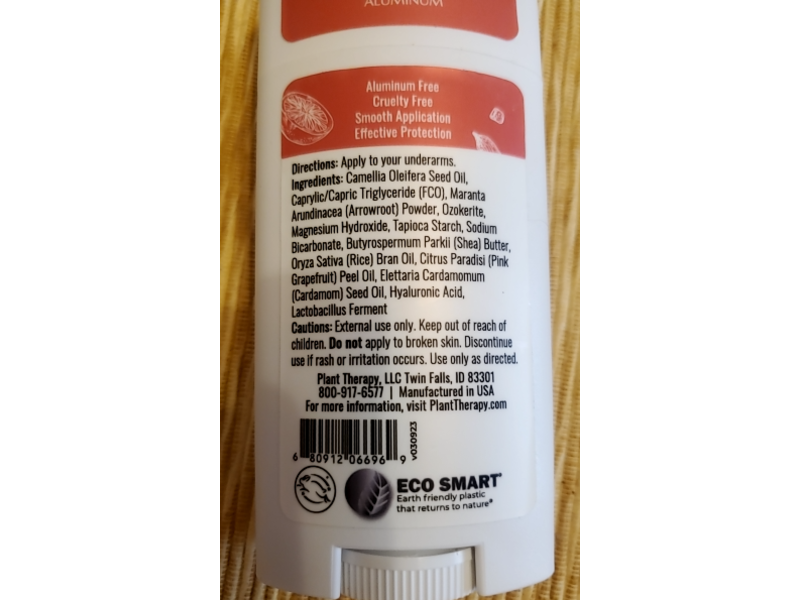 ALUMINUM
Aluminum Free
Cruelty Free
Smooth Application
Effective Protection
Directions: Apply to your underarms.
Ingredients: Camellia Oleifera Seed Oil,
Caprylic/Capric Triglyceride (FCO), Maranta
Arundinacea (Arrowroot) Powder, Ozokerite,
Magnesium Hydroxide, Tapioca Starch, Sodium
Bicarbonate, Butyrospermum Parkii (Shea) Butter,
Oryza Sativa (Rice) Bran Oil, Citrus Paradisi (Pink
Grapefruit) Peel Oil, Elettaria Cardamomum
(Cardamom) Seed Oil, Hyaluronic Acid,
Lactobacillus Ferment
Cautions: External use only. Keep out of reach of
children. Do not apply to broken skin. Discontinue
use if rash or irritation occurs. Use only as directed.
Plant Therapy, LLC Twin Falls, ID 83301
800-917-6577 | Manufactured in USA
For more information, visit PlantTherapy.com
6 80912 06696 9
v030923
ECO SMART®
Earth friendly plastic
that returns to nature®